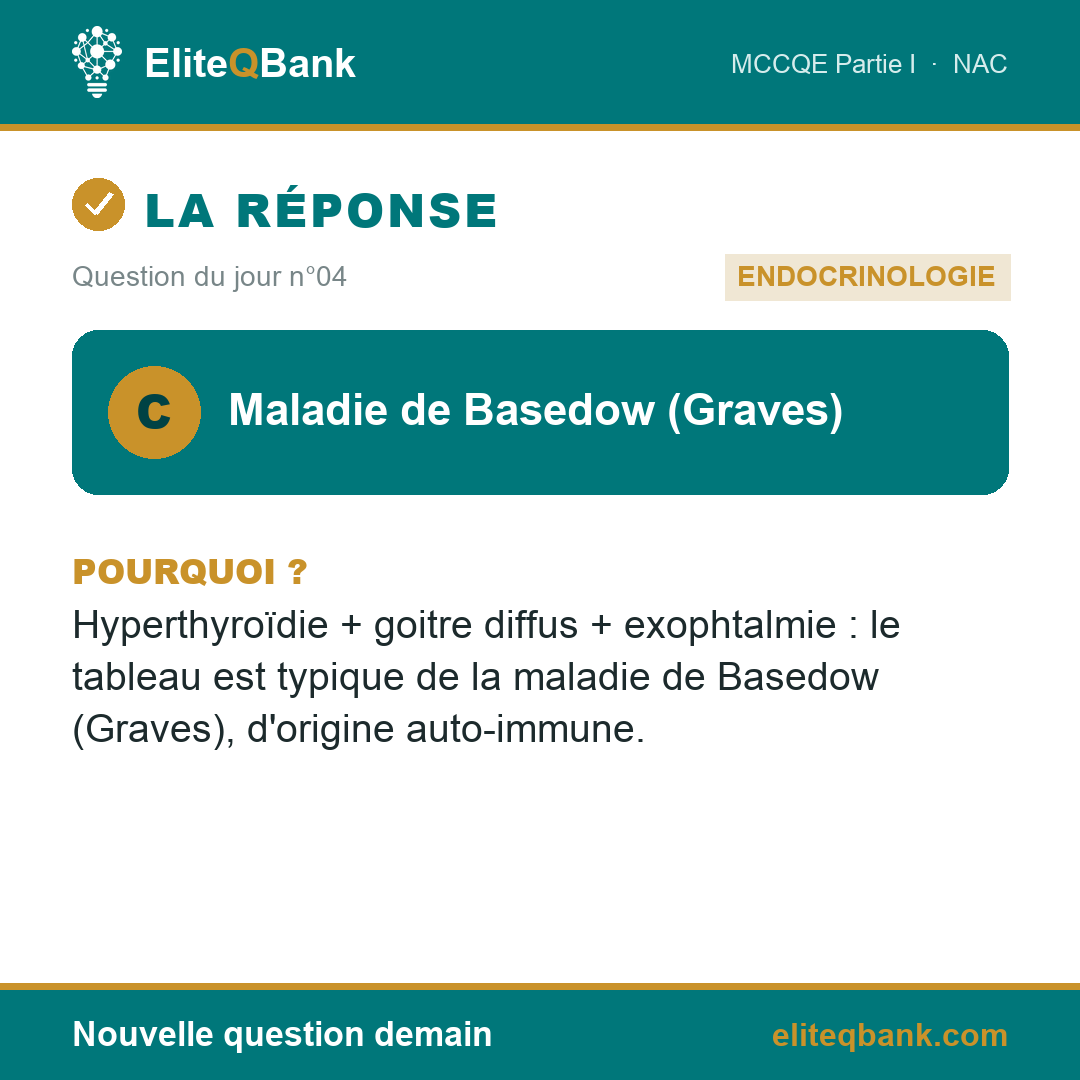 EliteQBank
MCCQE Partie I · NAC
LA RÉPONSE
Question du jour n°04
ENDOCRINOLOGIE
C
Maladie de Basedow (Graves)
POURQUOI ?
Hyperthyroïdie + goitre diffus + exophtalmie : le
tableau est typique de la maladie de Basedow
(Graves), d'origine auto-immune.
Nouvelle question demain
eliteqbank.com